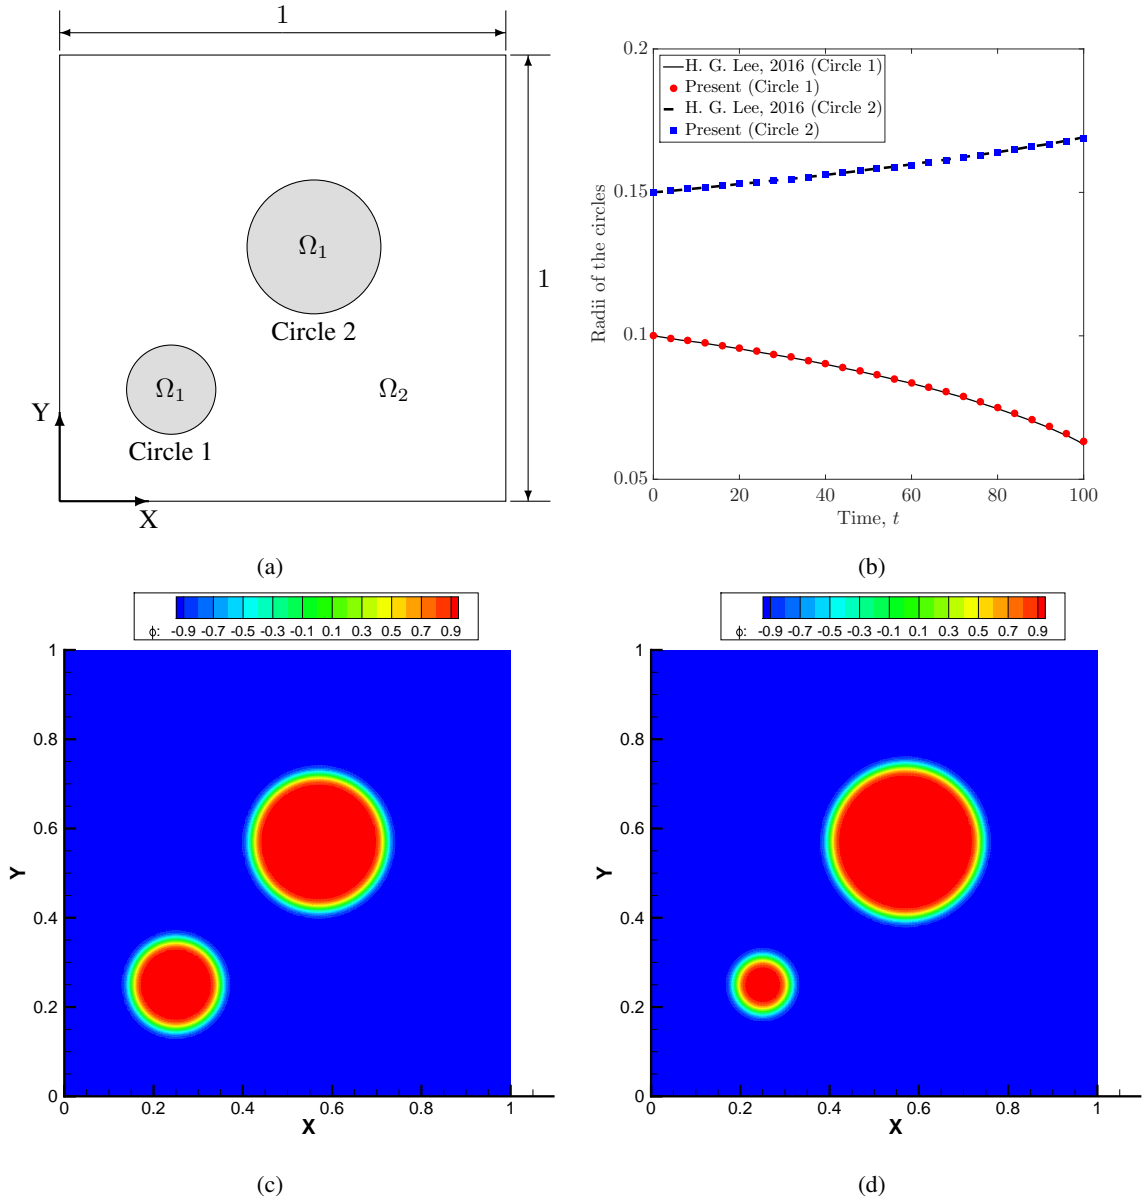 1
Ω1
Circle 2
1
Ω1
Ω2
Y
Circle 1
X
(a)
0.2
H. G. Lee, 2016 (Circle 1)
Present (Circle 1)
H. G. Lee, 2016 (Circle 2)
Present (Circle 2)
0.15
Radii of the circles
0.1
0.05
0 20 40 60 80 100
Time, t
(b)
ϕ: -0.9 -0.7 -0.5 -0.3 -0.1 0.1 0.3 0.5 0.7 0.9
1
0.8
0.6
Y
0.4
0.2
0
0 0.2 0.4 0.6 0.8 1
X
(c)
ϕ: -0.9 -0.7 -0.5 -0.3 -0.1 0.1 0.3 0.5 0.7 0.9
1
0.8
0.6
Y
0.4
0.2
0
0 0.2 0.4 0.6 0.8 1
X
(d)